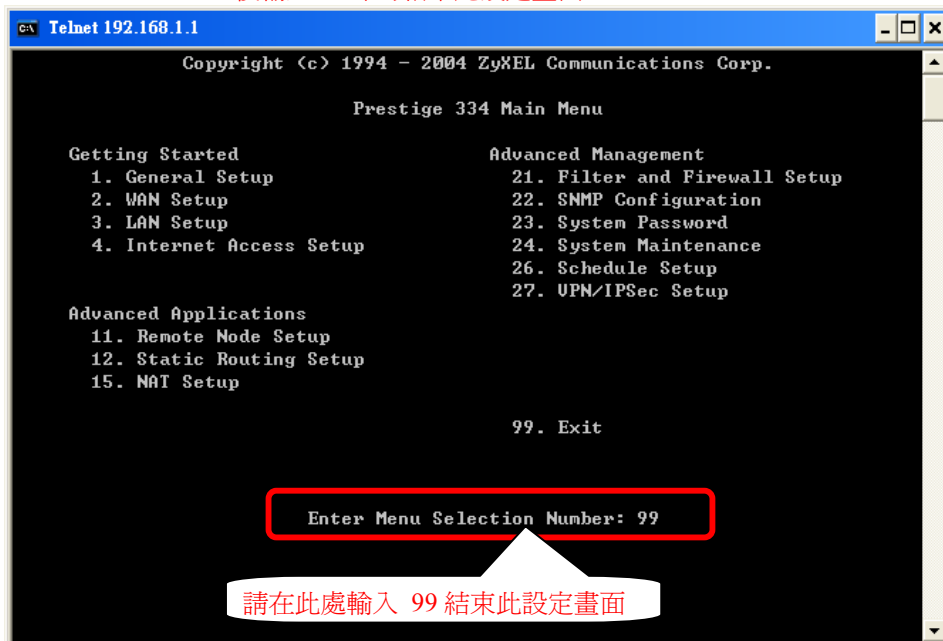 Telnet 192.168.1.1
Copyright (c) 1994 - 2004 ZyXEL Communications Corp.
Prestige 334 Main Menu
Getting Started
1. General Setup
2. WAN Setup
3. LAN Setup
4. Internet Access Setup
Advanced Management
21. Filter and Firewall Setup
22. SNMP Configuration
23. System Password
24. System Maintenance
26. Schedule Setup
27. VPN/IPSec Setup
Advanced Applications
11. Remote Node Setup
12. Static Routing Setup
15. NAT Setup
99. Exit
Enter Menu Selection Number: 99
請在此處輸入 99 結束此設定畫面